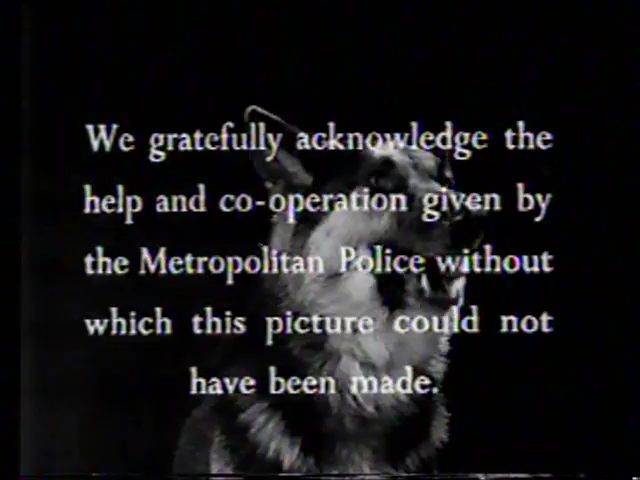 We gratefully acknowledge the
help and co-operation given by
the Metropolitan Police without
which this picture could not
have been made.